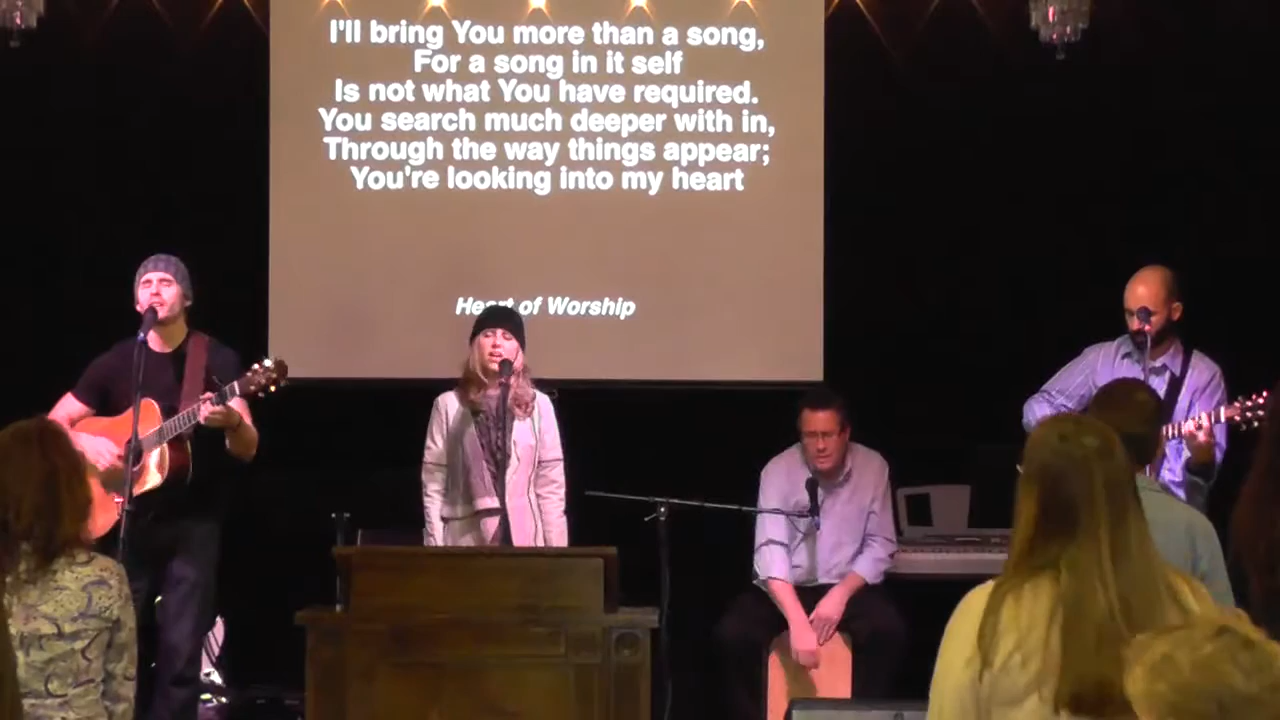 I'll bring You more than a song,
For a song in it self
Is not what You have required.
You search much deeper with in,
Through the way things appear;
You're looking into my heart
Heart of Worship